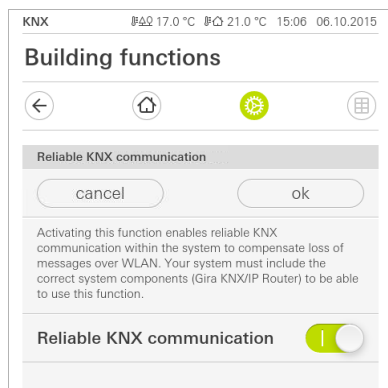 KNX 17.0 °C 21.0 °C 15:06 06.10.2015
Building functions
Reliable KNX communication
cancel ok
Activating this function enables reliable KNX
communication within the system to compensate loss of
messages over WLAN. Your system must include the
correct system components (Gira KNX/IP Router) to be able
to use this function.
Reliable KNX communication